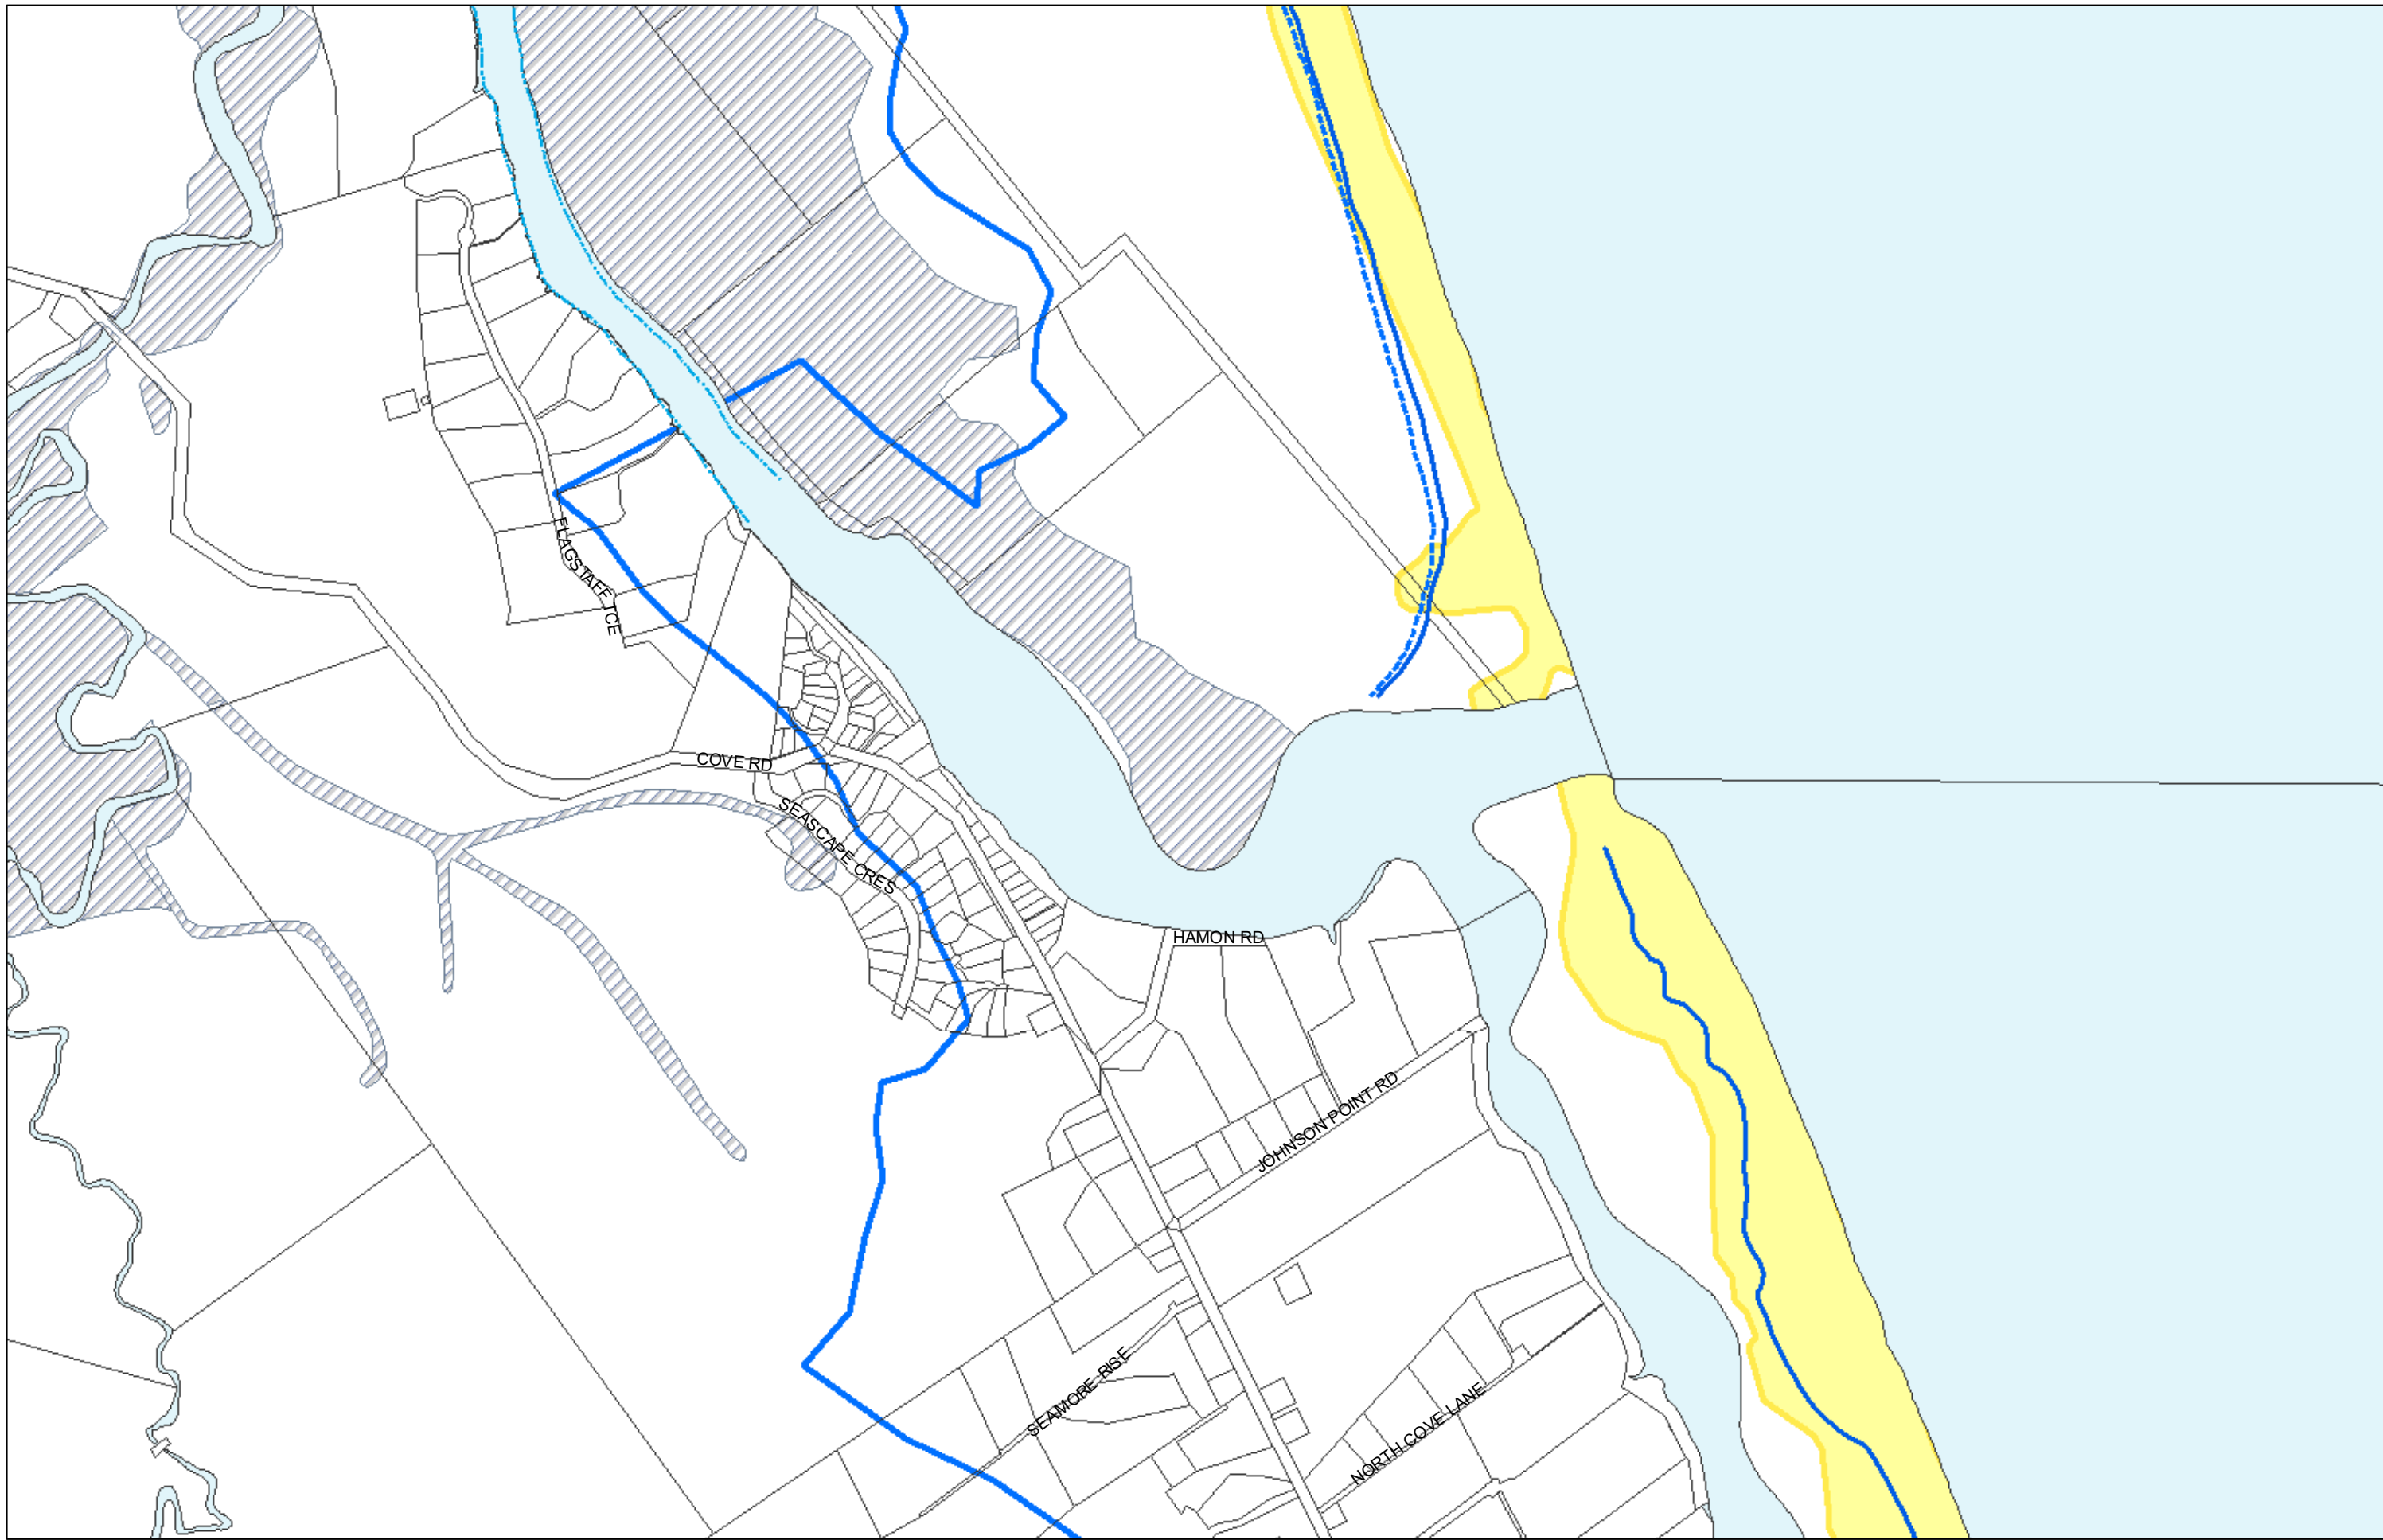 FLAGSTAFF TCE
COVE RD
SEASCAPE CRES
HAMON RD
JOHNSON POINT RD
SEAMORE RISE
NORTH COVE LANE